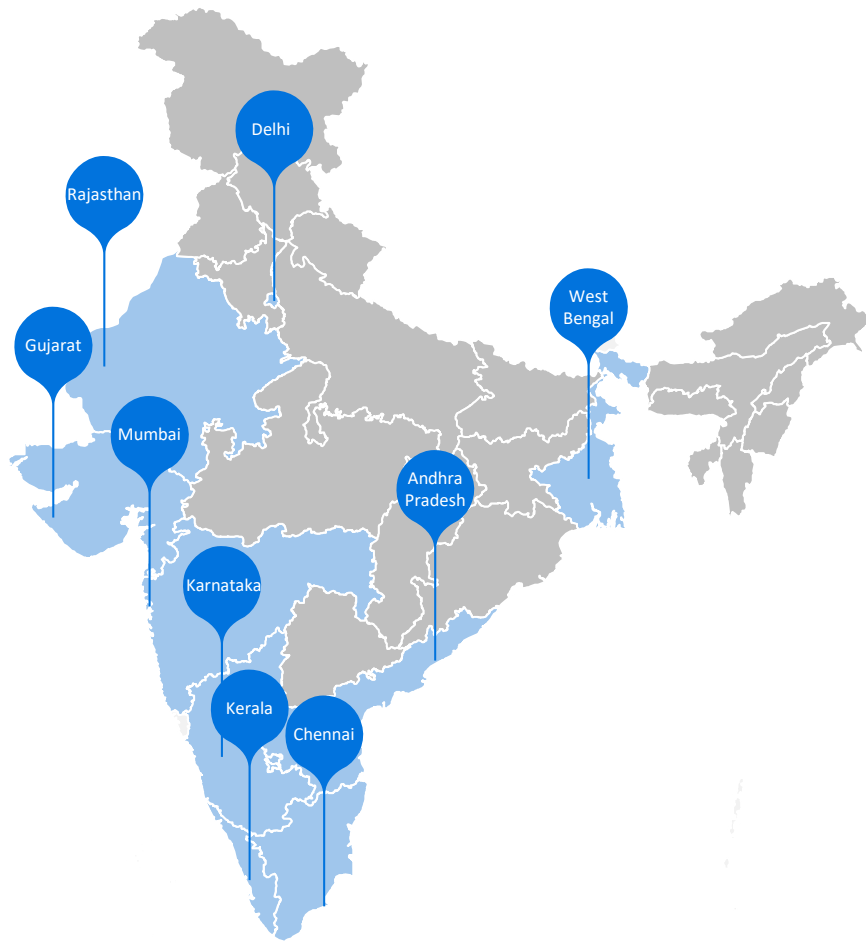 Delhi
Rajasthan
West
Bengal
Gujarat
Mumbai
Andhra
Pradesh
Karnataka
Kerala
Chennai